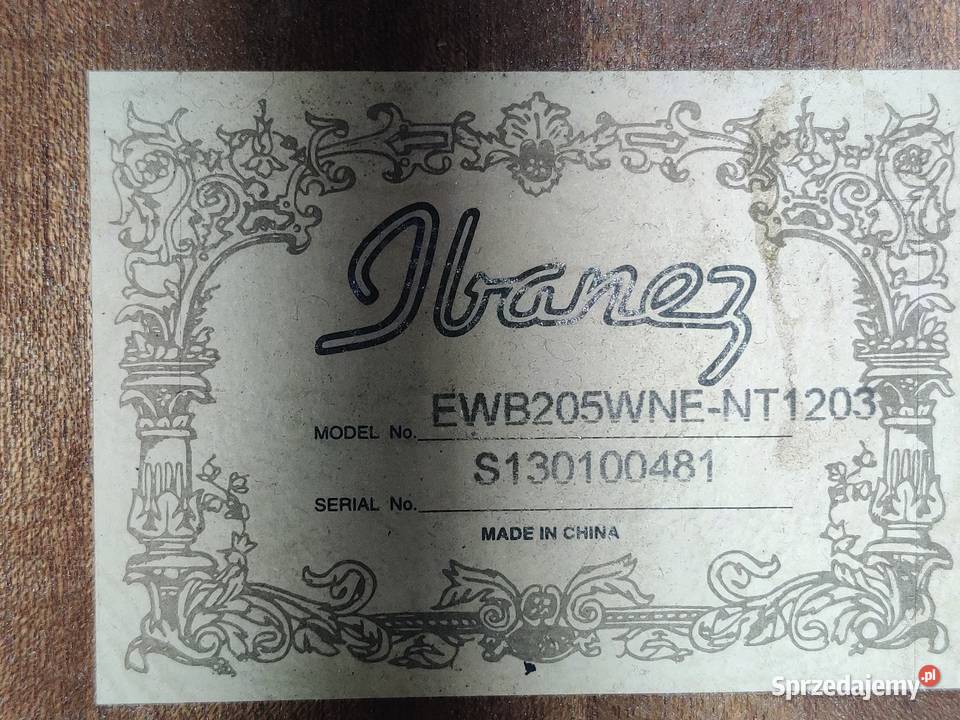 Ibanez
EWB205WNE-NT1203
MODEL No.
S130100481
SERIAL No.
MADE IN CHINA
Sprzedajemy.pl